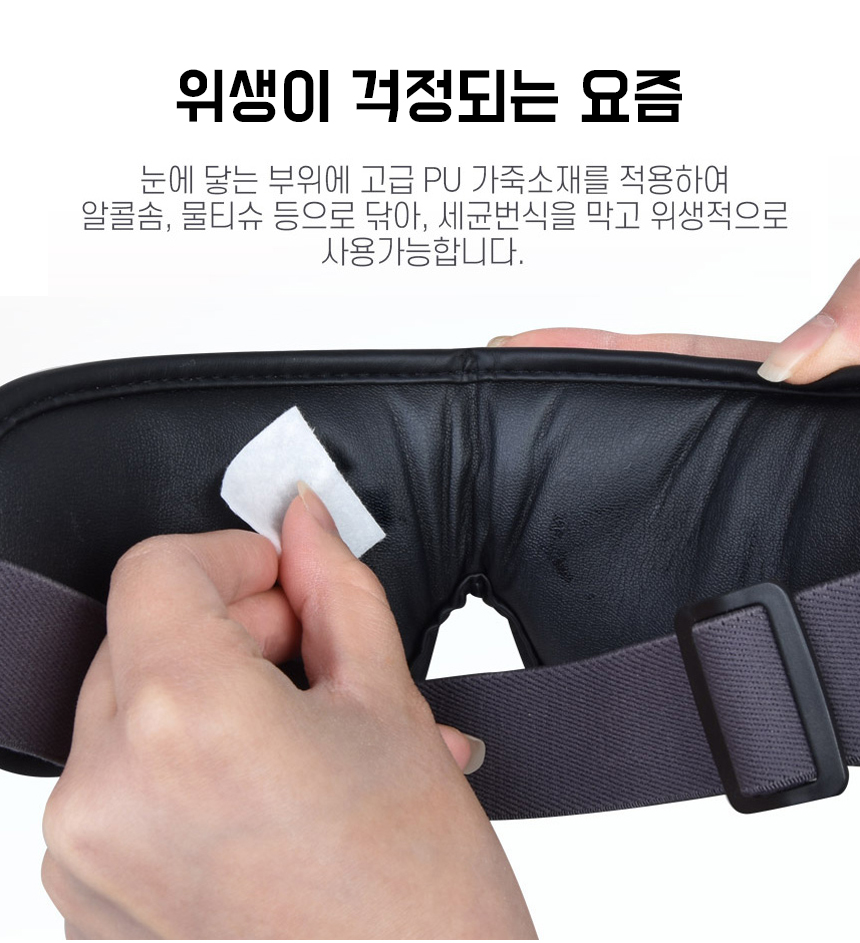 위생이 걱정되는 요즘
눈에 닿는 부위에 고급 PU 가죽소재를 적용하여
알콜솜, 물티슈 등으로 닦아, 세균번식을 막고 위생적으로
사용가능합니다.